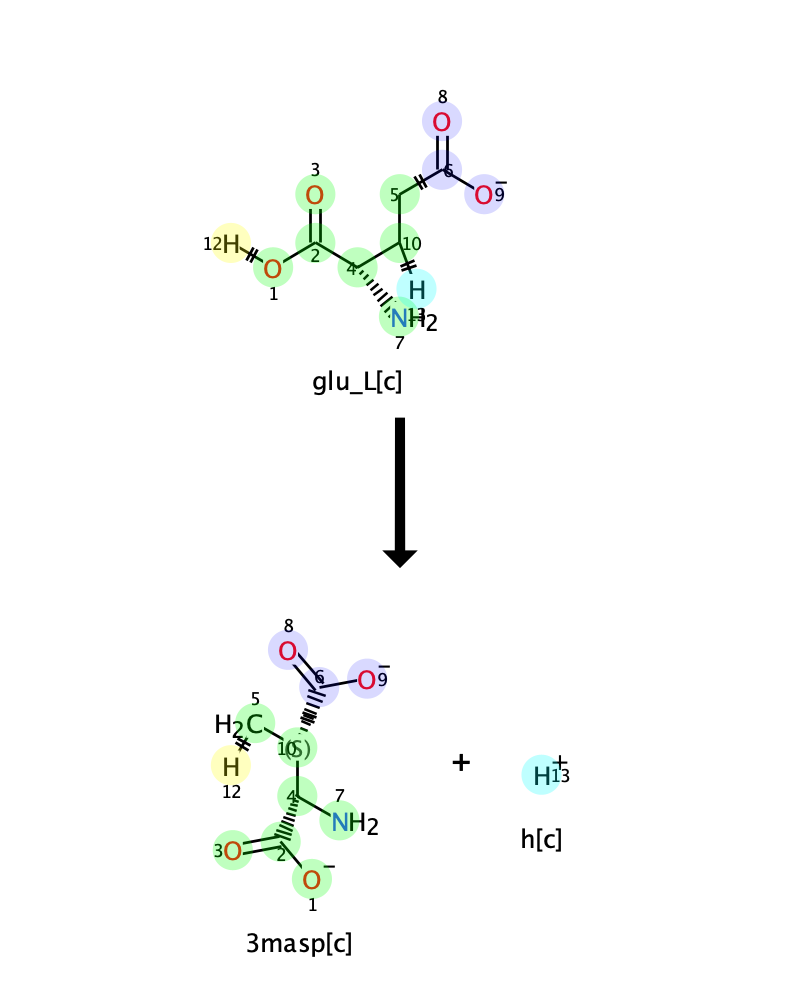 8
O
3
6
O
5
O⁻ 9
12 H
10
2
O
4
H
1
13
NH2
7
glu_L[c]
8
O
6
O⁻ 9
5
H2C
10 (S)
H
12
4
7
NH2
+
H⁺ 13
3 O
2
O⁻
1
h[c]
3masp[c]